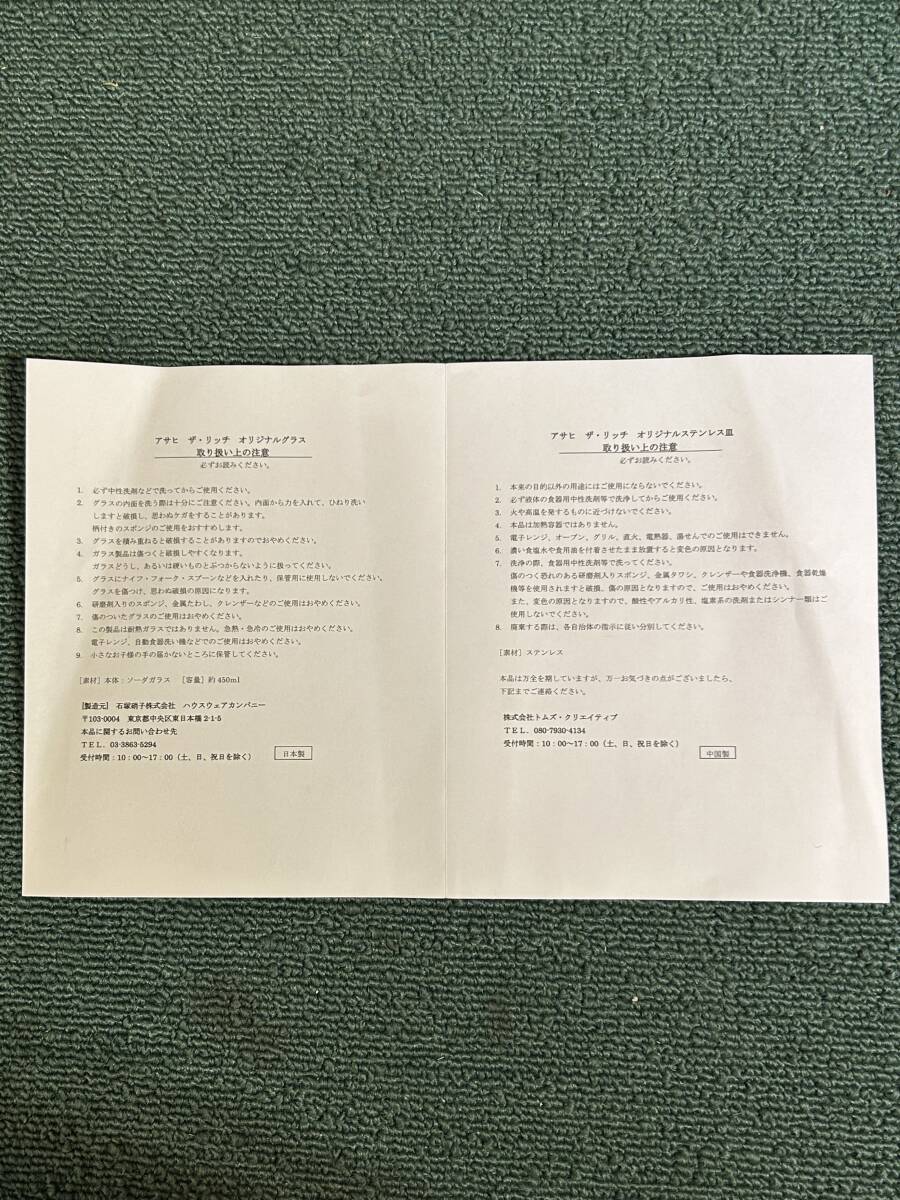 アサヒ　ザ・リッチ　オリジナルグラス
取り扱い上の注意
必ずお読みください。
1. 必ず中性洗剤などで洗ってからご使用ください。
2. グラスの内面を洗う際は十分にご注意ください。内面から力を入れて、ひねり洗い
しますと破損し、思わぬケガをすることがあります。
柄付きのスポンジのご使用をおすすめします。
3. グラスを積み重ねると破損することがありますのでおやめください。
4. ガラス製品は傷つくと破損しやすくなります。
ガラスどうし、あるいは硬いものとぶつからないように扱ってください。
5. グラスにナイフ・フォーク・スプーンなどを入れたり、保管用に使用しないでください。
グラスを傷つけ、思わぬ破損の原因になります。
6. 研磨剤入りのスポンジ、金属たわし、クレンザーなどのご使用はおやめください。
7. 傷のついたグラスのご使用はおやめください。
8. この製品は耐熱ガラスではありません。急熱・急冷のご使用はおやめください。
電子レンジ、自動食器洗い機などでのご使用はおやめください。
9. 小さなお子様の手の届かないところに保管してください。
［素材］本体：ソーダガラス　［容量］約450ml
［製造元］石塚硝子株式会社　ハウスウェアカンパニー
〒103-0004　東京都中央区東日本橋 2-1-5
本品に関するお問い合わせ先
ＴＥＬ．03-3863-5294
受付時間：10：00～17：00（土、日、祝日を除く）
日本製
アサヒ　ザ・リッチ　オリジナルステンレス皿
取り扱い上の注意
必ずお読みください。
1. 本来の目的以外の用途にはご使用にならないでください。
2. 必ず液体の食器用中性洗剤等で洗浄してからご使用ください。
3. 火や高温を発するものに近づけないでください。
4. 本品は加熱容器ではありません。
5. 電子レンジ、オーブン、グリル、直火、電熱器、湯せんでのご使用はできません。
6. 濃い食塩水や食用油を付着させたまま放置すると変色の原因となります。
7. 洗浄の際、食器用中性洗剤等で洗ってください。
傷のつく恐れのある研磨剤入りスポンジ、金属タワシ、クレンザーや食器洗浄機、食器乾燥
機等を使用されますと破損、傷の原因となりますので、ご使用はおやめください。
また、変色の原因となりますので、酸性やアルカリ性、塩素系の洗剤またはシンナー類はご
使用しないでください。
8. 廃棄する際は、各自治体の指示に従い分別してください。
［素材］ステンレス
本品は万全を期していますが、万一お気づきの点がございましたら、
下記までご連絡ください。
株式会社トムズ・クリエイティブ
ＴＥＬ．080-7930-4134
受付時間：10：00～17：00（土、日、祝日を除く）
中国製